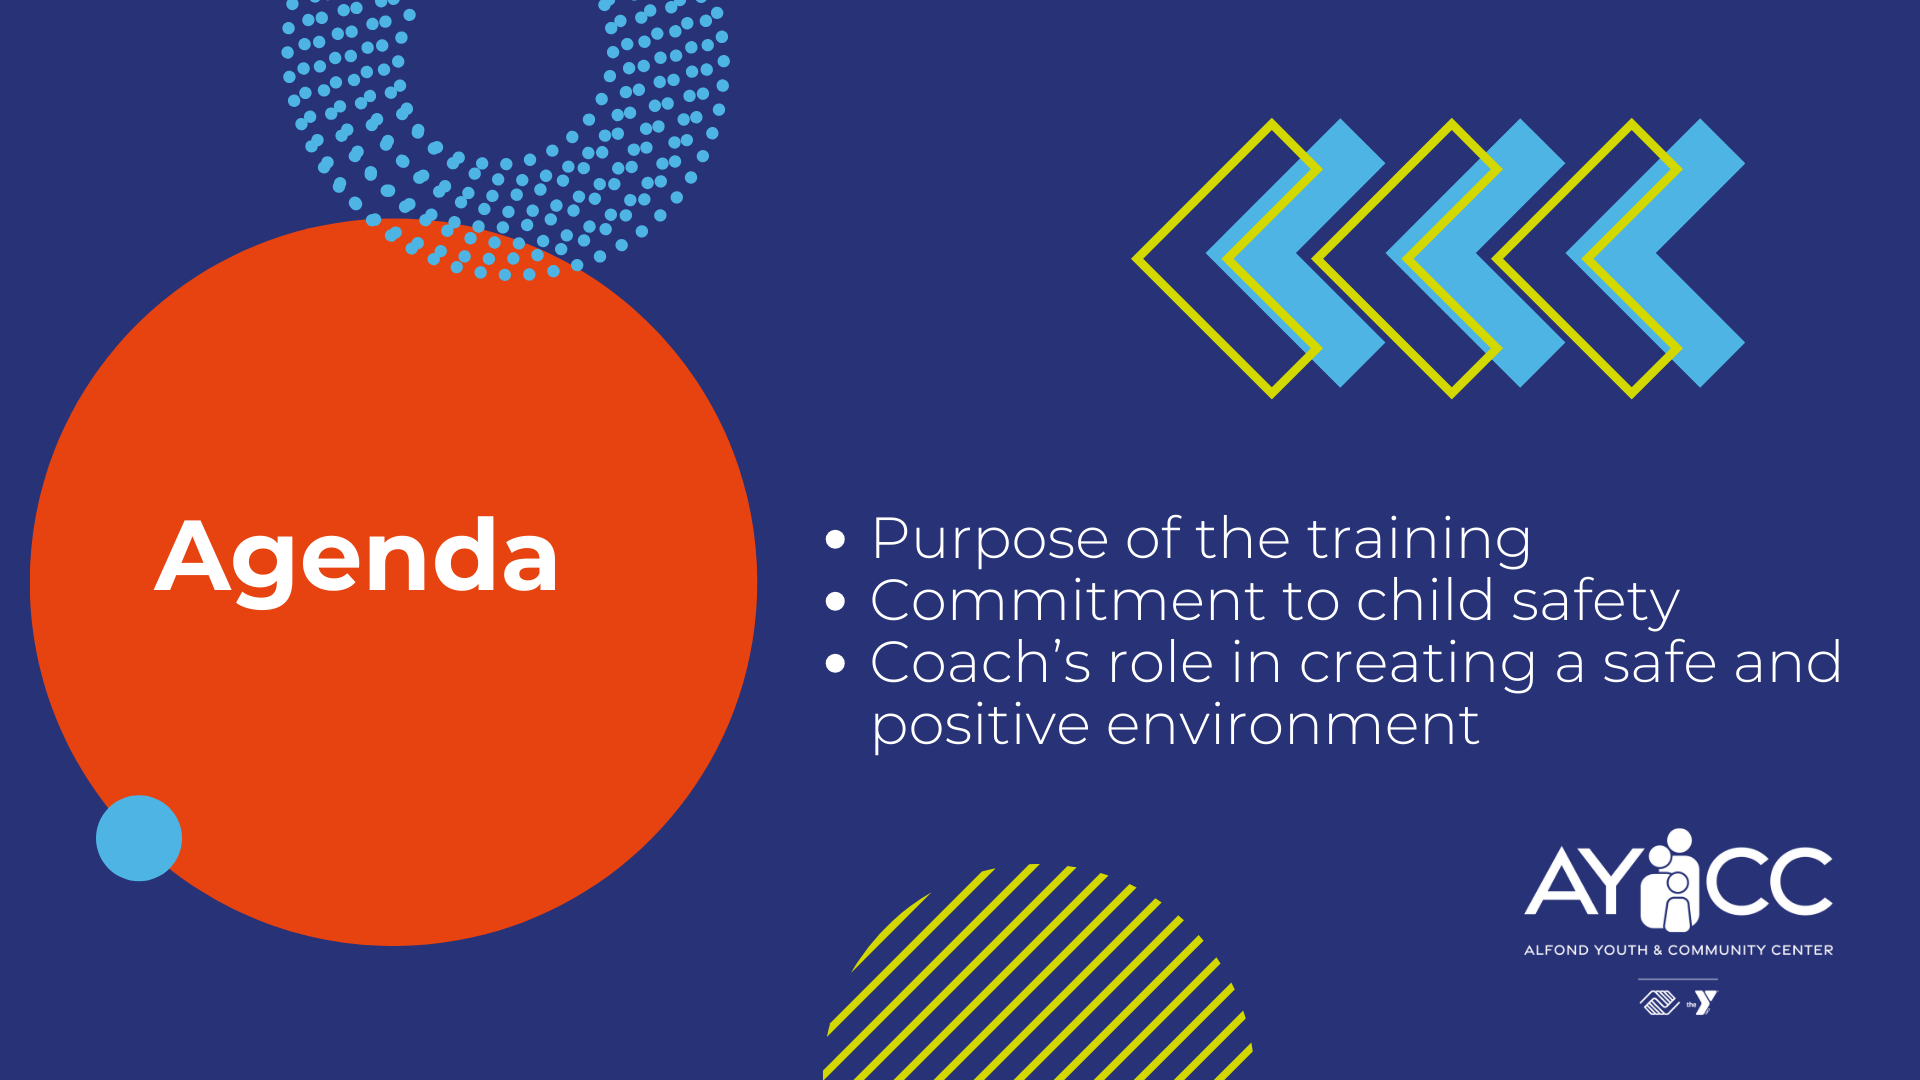 Agenda
• Purpose of the training
• Commitment to child safety
• Coach’s role in creating a safe and
positive environment
AYCC
ALFOND YOUTH & COMMUNITY CENTER
the Y